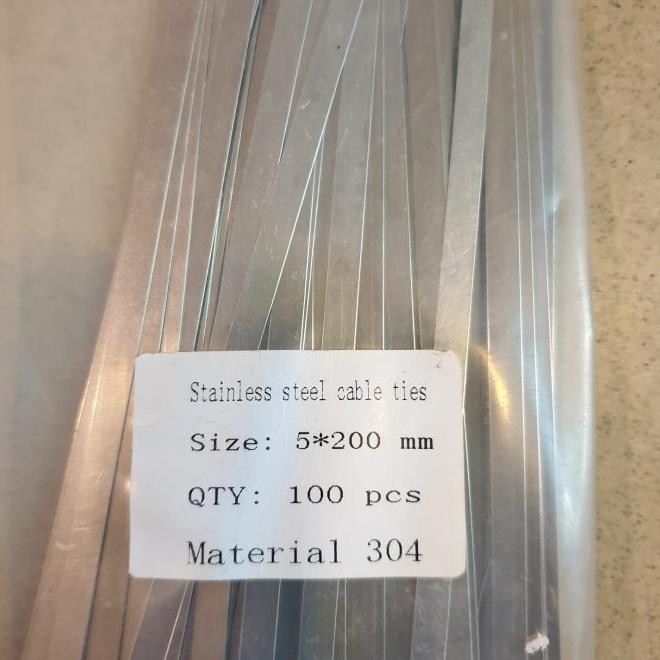 Stainless steel cable ties
Size: 5*200 mm
QTY: 100 pcs
Material 304